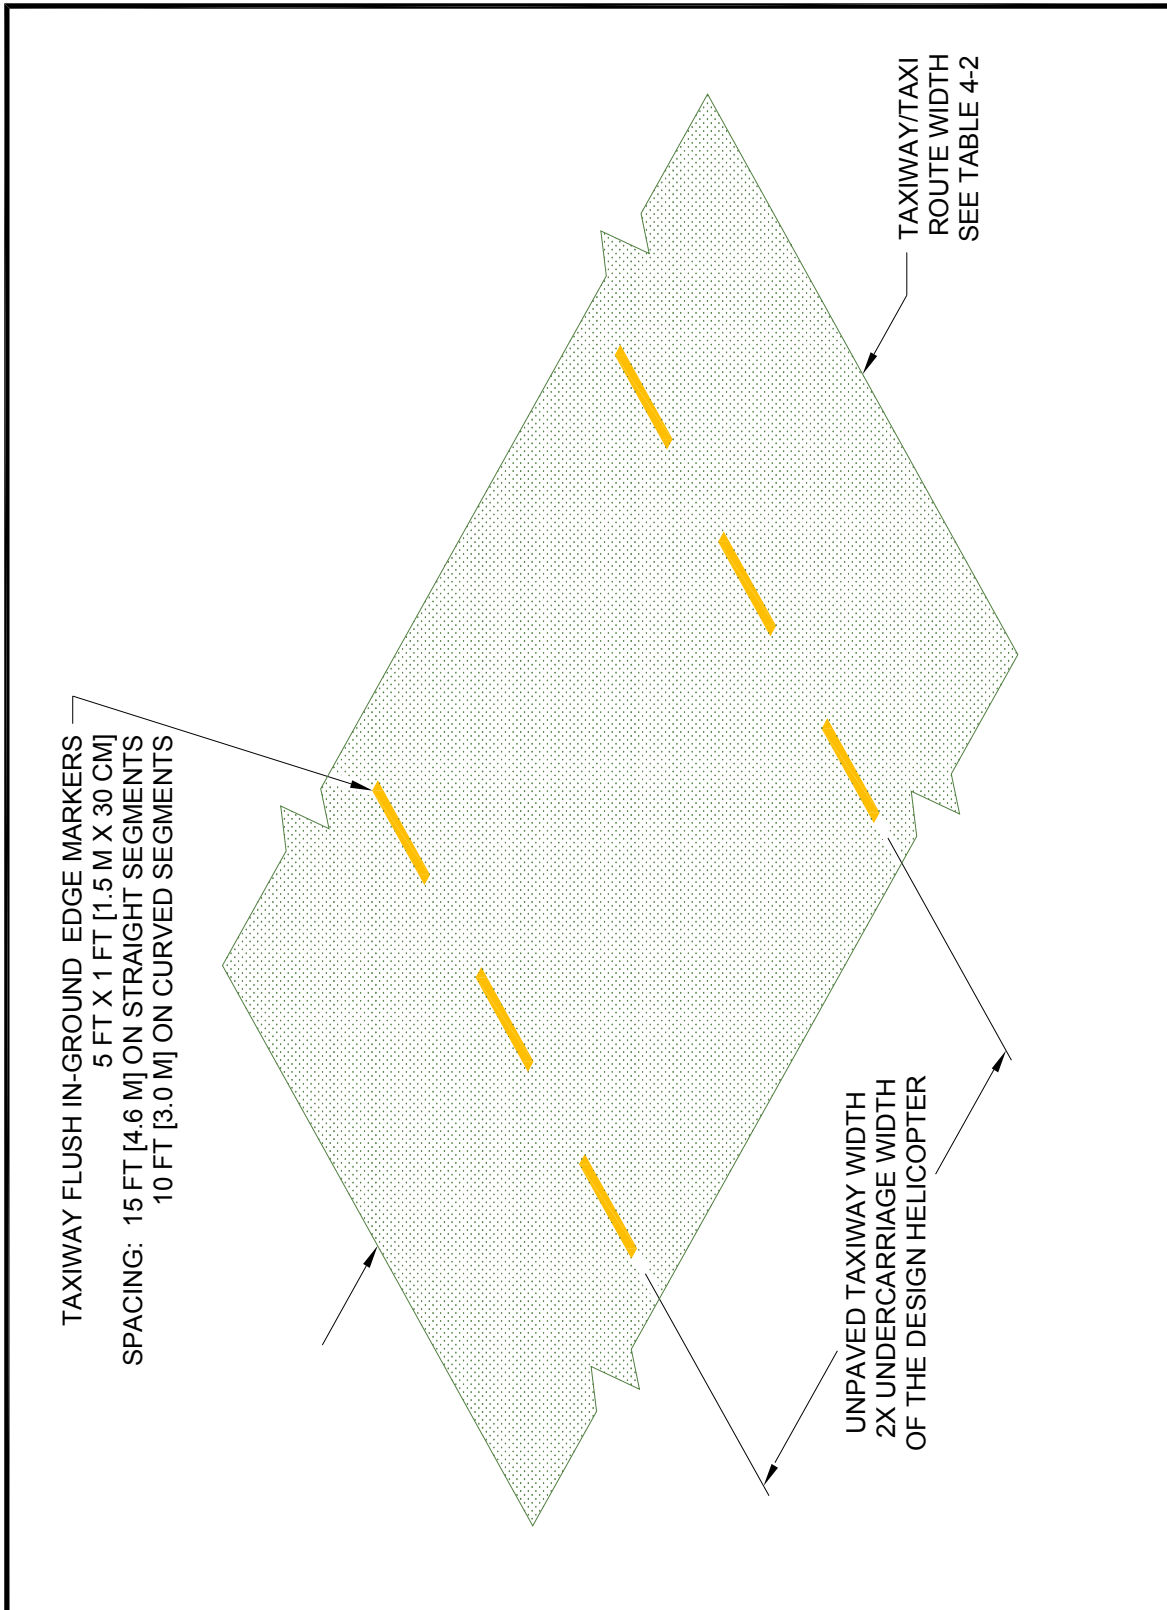 TAXIWAY FLUSH IN-GROUND EDGE MARKERS
5 FT X 1 FT [1.5 M X 30 CM]
SPACING: 15 FT [4.6 M] ON STRAIGHT SEGMENTS
10 FT [3.0 M] ON CURVED SEGMENTS
TAXIWAY/TAXI
ROUTE WIDTH
SEE TABLE 4-2
UNPAVED TAXIWAY WIDTH
2X UNDERCARRIAGE WIDTH
OF THE DESIGN HELICOPTER